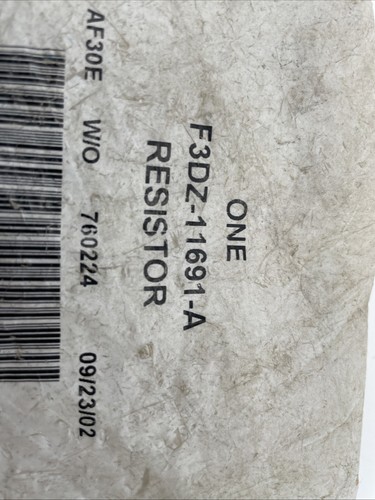 ONE
F3DZ-11691-A
RESISTOR
AF30E W/O 760224 09/23/02